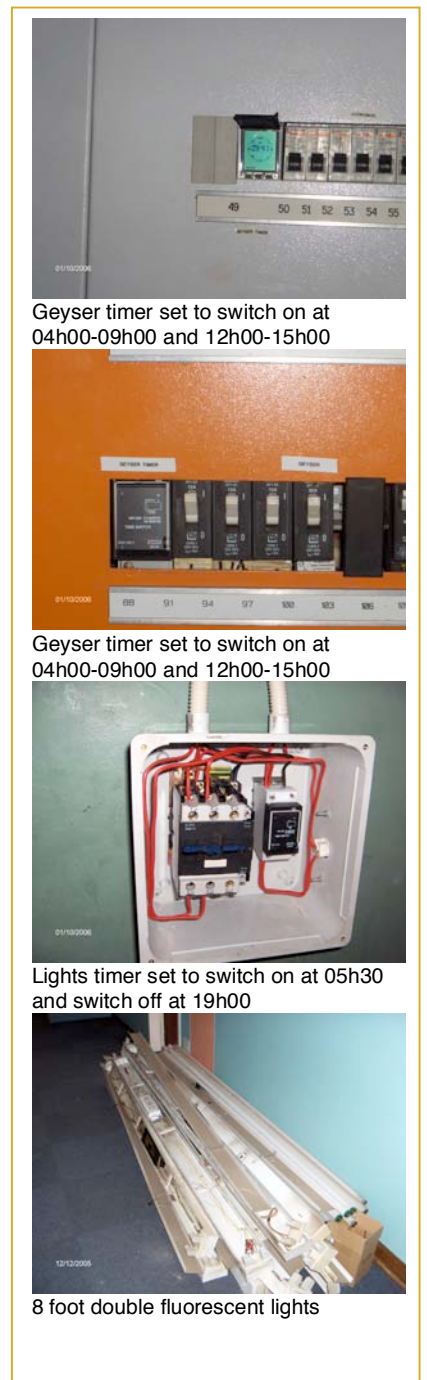 49 50 51 52 53 54 55
GEYSER TIMER
01/10/2006
Geyser timer set to switch on at
04h00-09h00 and 12h00-15h00
GEYSER TIMER GEYSER
88 91 94 97 100 103 106
01/10/2006
Geyser timer set to switch on at
04h00-09h00 and 12h00-15h00
01/10/2006
Lights timer set to switch on at 05h30
and switch off at 19h00
12/12/2005
8 foot double fluorescent lights